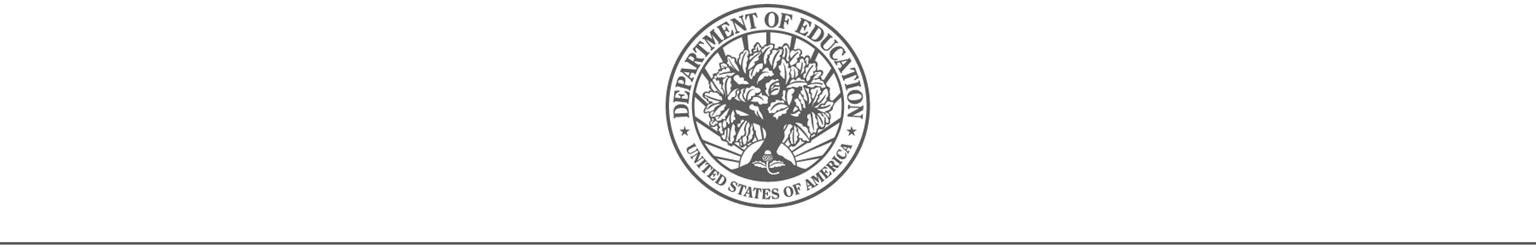 DEPARTMENT OF EDUCATION
UNITED STATES OF AMERICA